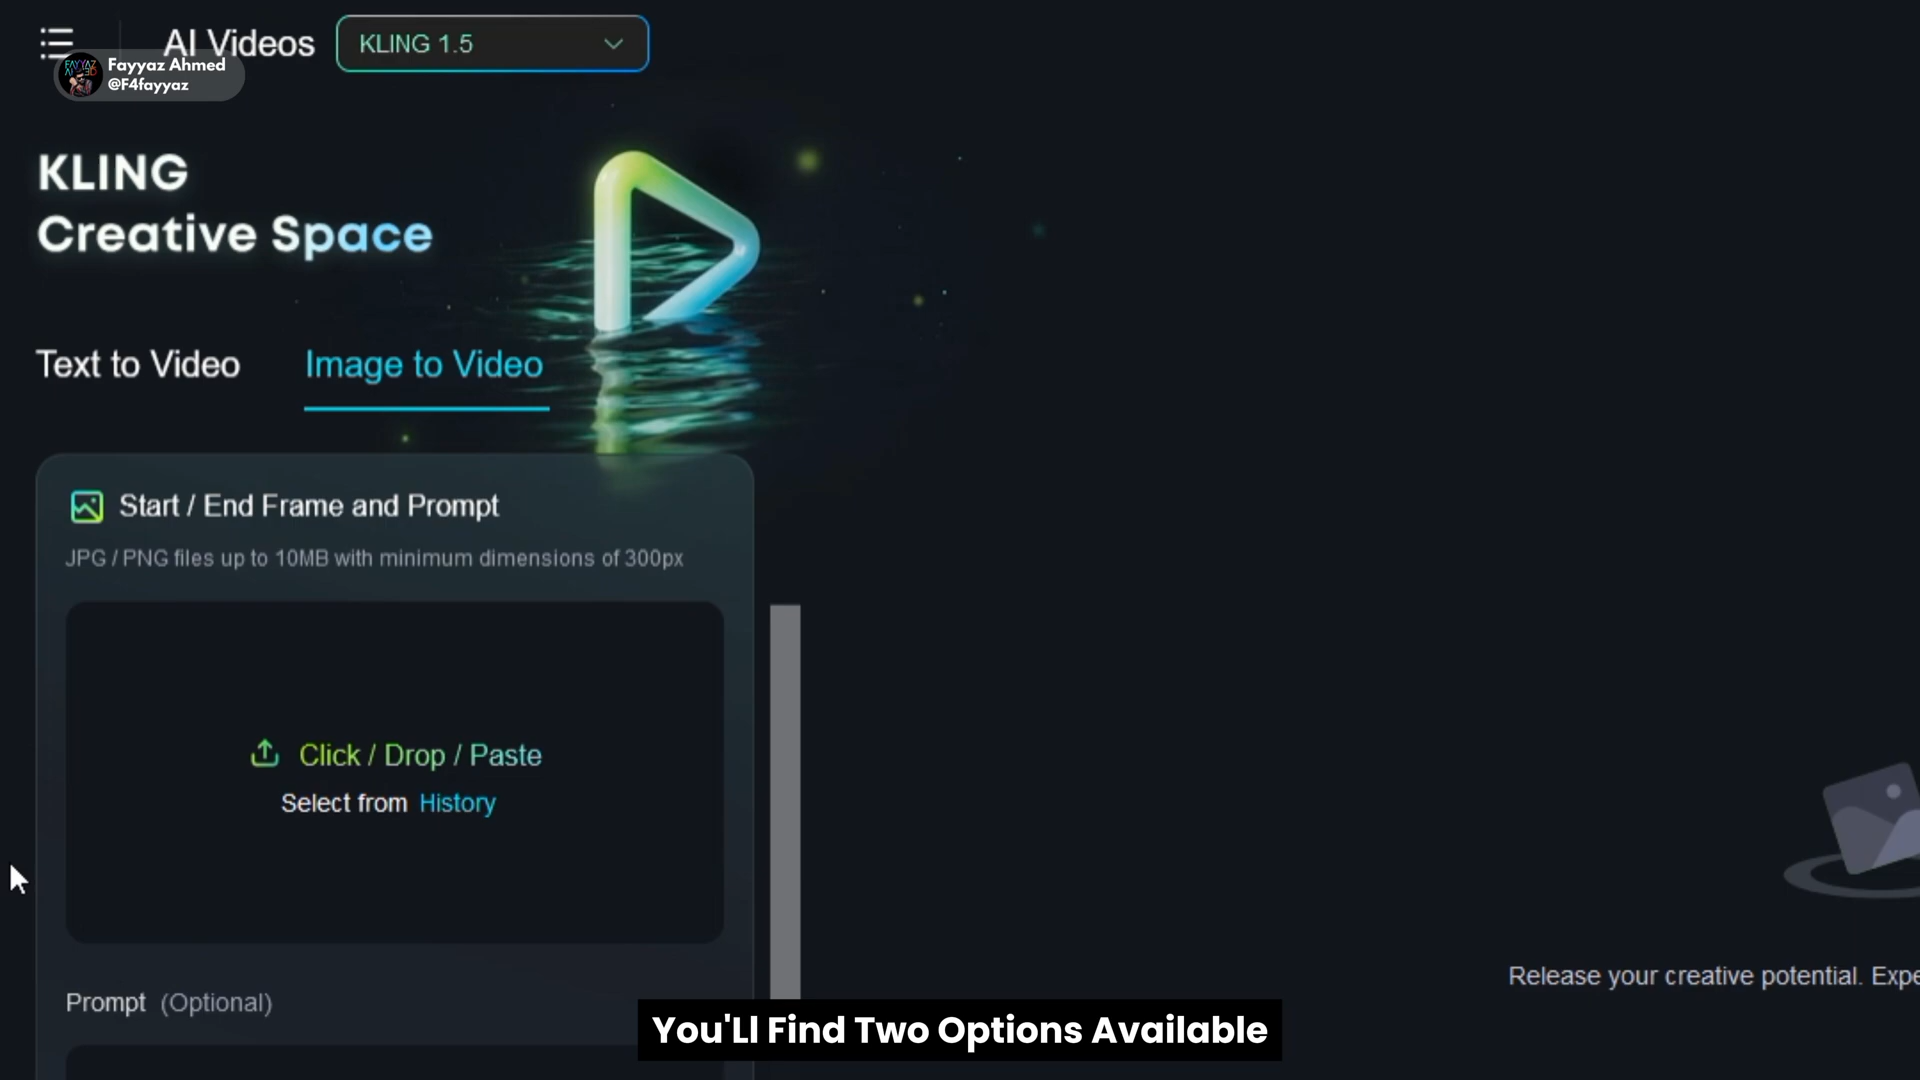 AI Videos
KLING 1.5
Fayyaz Ahmed
@F4fayyaz
KLING
Creative Space
Text to Video
Image to Video
Start / End Frame and Prompt
JPG / PNG files up to 10MB with minimum dimensions of 300px
Click / Drop / Paste
Select from History
Prompt (Optional)
Release your creative potential. Expe
You'Ll Find Two Options Available